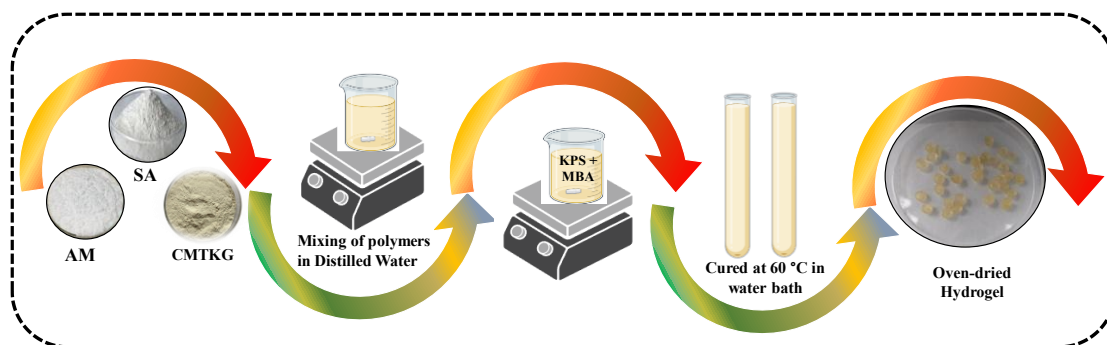 SA
AM
CMTKG
Mixing of polymers
in Distilled Water
KPS +
MBA
Cured at 60 °C in
water bath
Oven-dried
Hydrogel